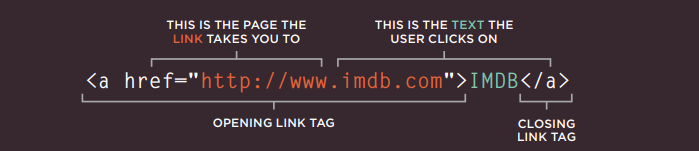 THIS IS THE PAGE THE
LINK TAKES YOU TO
THIS IS THE TEXT THE
USER CLICKS ON
<a href="http://www.imdb.com">IMDB</a>
OPENING LINK TAG
CLOSING
LINK TAG